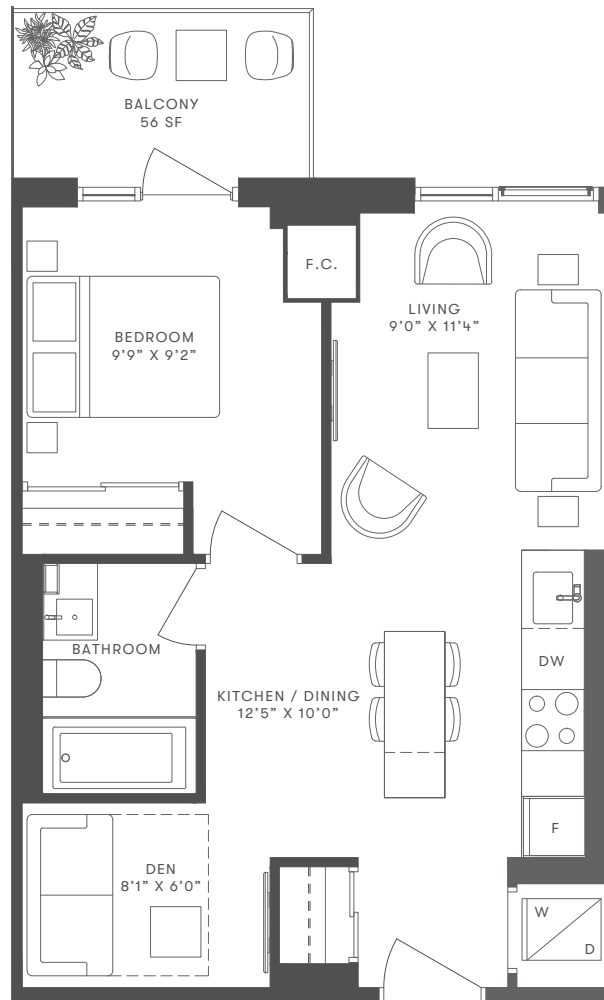 BALCONY
56 SF
F.C.
BEDROOM
9’9” X 9’2”
LIVING
9’0” X 11’4”
BATHROOM
DW
KITCHEN / DINING
12’5” X 10’0”
F
DEN
8’1” X 6’0”
W
D